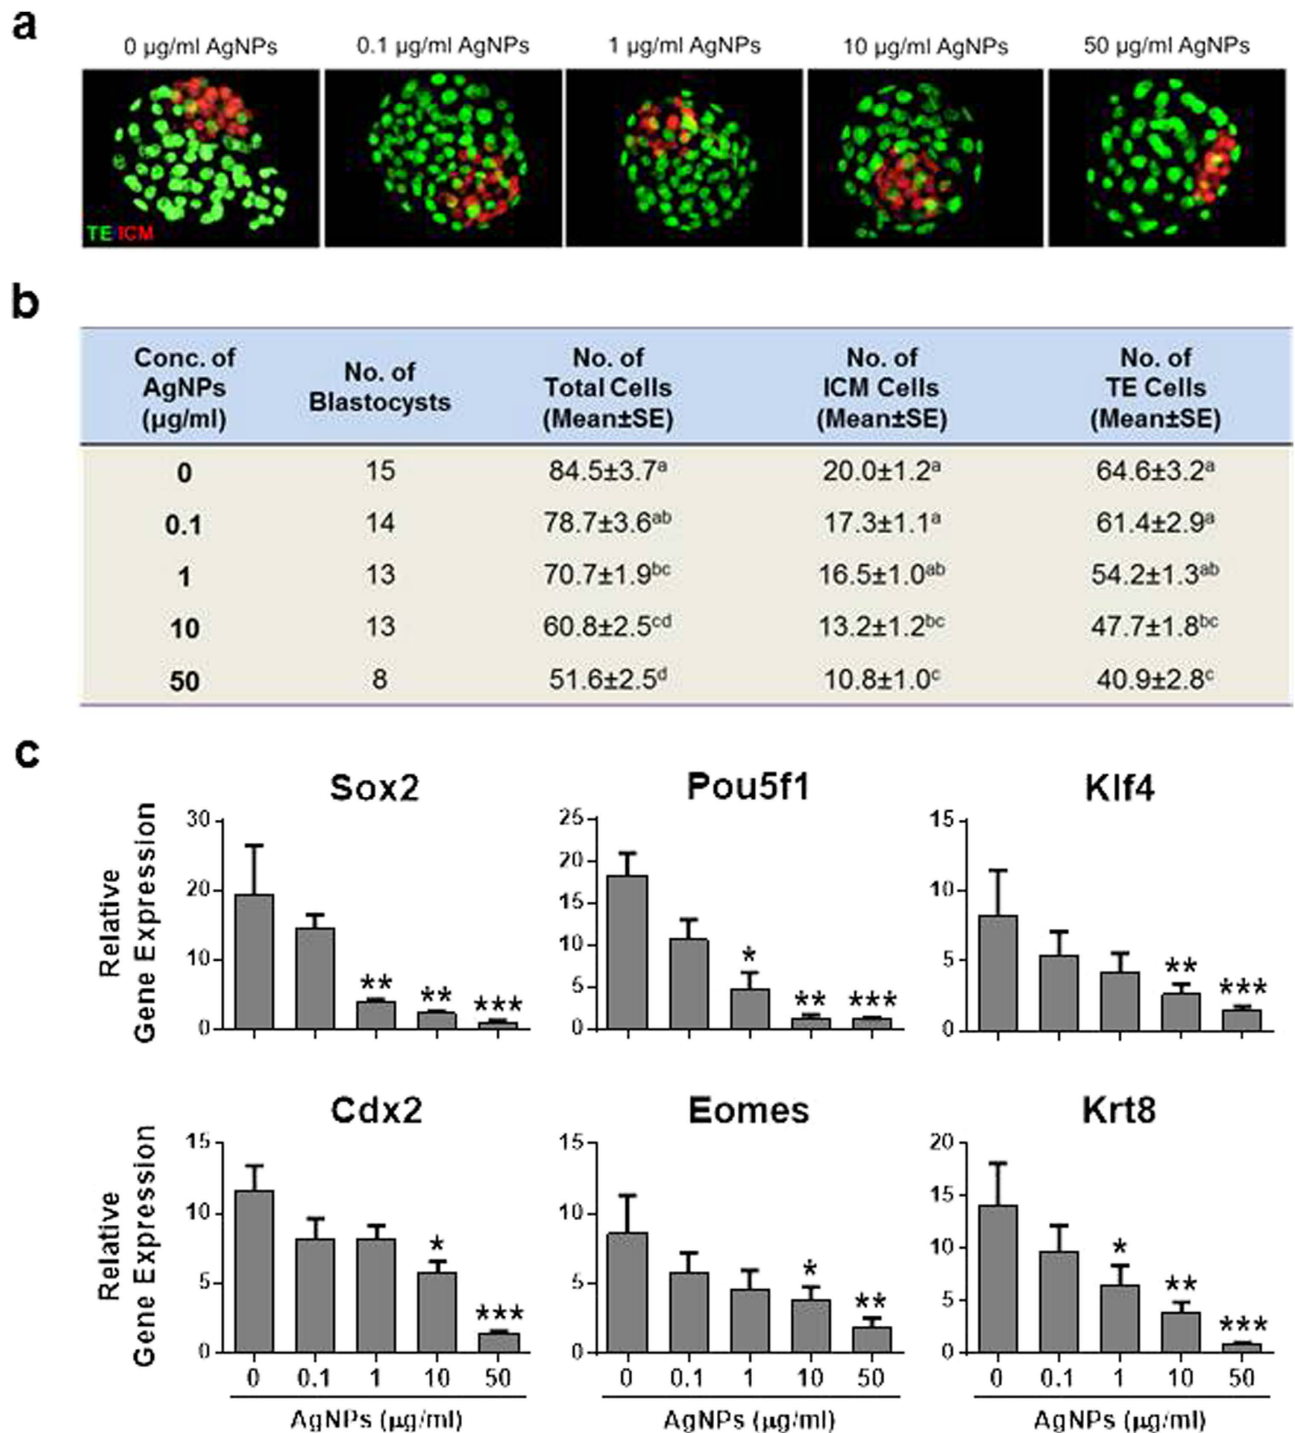 a
0 µg/ml AgNPs 0.1 µg/ml AgNPs 1 µg/ml AgNPs 10 µg/ml AgNPs 50 µg/ml AgNPs
TE ICM
b
Conc. of AgNPs (µg/ml) No. of Blastocysts No. of Total Cells (Mean±SE) No. of ICM Cells (Mean±SE) No. of TE Cells (Mean±SE)
0 15 84.5±3.7ᵃ 20.0±1.2ᵃ 64.6±3.2ᵃ
0.1 14 78.7±3.6ᵃᵇ 17.3±1.1ᵃ 61.4±2.9ᵃ
1 13 70.7±1.9ᵇᶜ 16.5±1.0ᵃᵇ 54.2±1.3ᵃᵇ
10 13 60.8±2.5ᶜᵈ 13.2±1.2ᵇᶜ 47.7±1.8ᵇᶜ
50 8 51.6±2.5ᵈ 10.8±1.0ᶜ 40.9±2.8ᶜ
c
Sox2
Relative
Gene Expression
30
20
10
0
** ** ***
Pou5f1
25
20
15
10
5
0
* ** ***
Klf4
15
10
5
0
** ***
Cdx2
Relative
Gene Expression
15
10
5
0
* ***
0 0.1 1 10 50
AgNPs (µg/ml)
Eomes
15
10
5
0
* **
0 0.1 1 10 50
AgNPs (µg/ml)
Krt8
20
15
10
5
0
* ** ***
0 0.1 1 10 50
AgNPs (µg/ml)